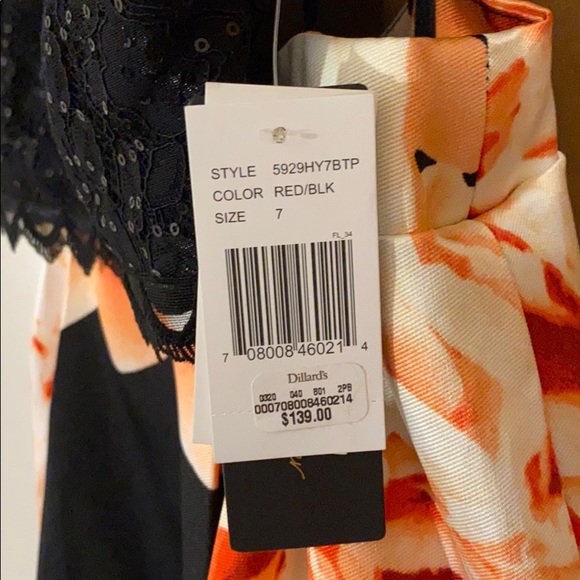 STYLE 5929HY7BTP
COLOR RED/BLK
SIZE 7
FL_34
7 08008 46021 4
Dillard's
0320 040 801 2PB
000708008460214
$139.00